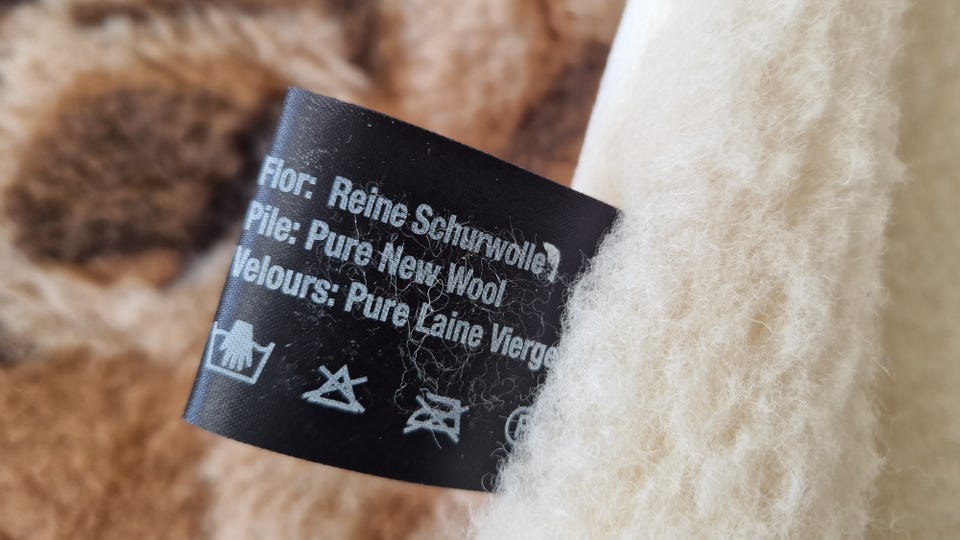 Flor: Reine Schurwolle
Pile: Pure New Wool
Velours: Pure Laine Vierge
P